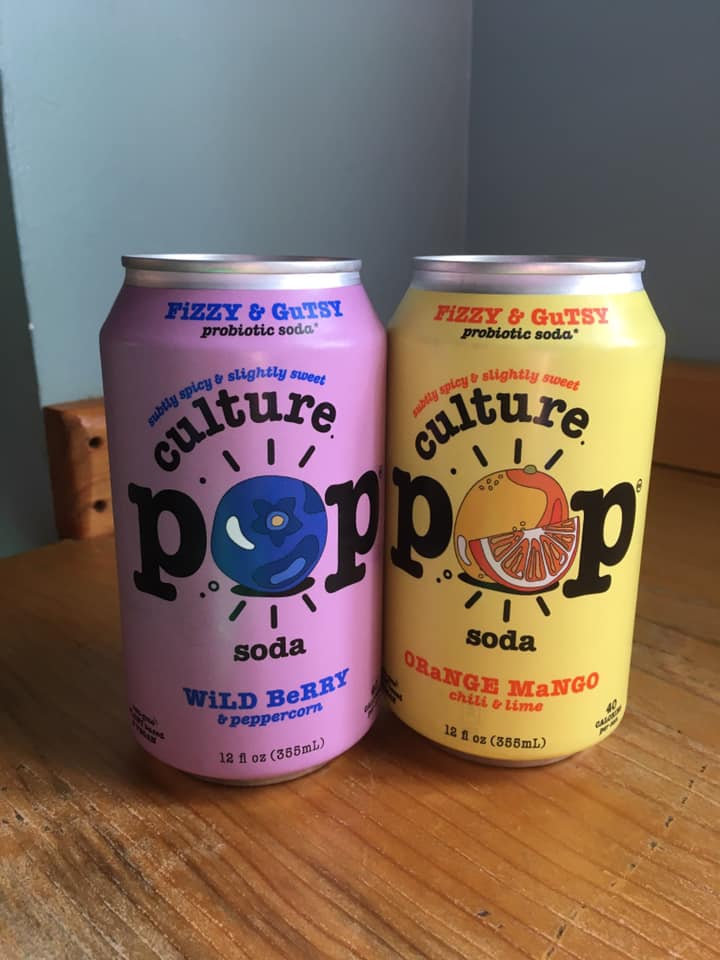 FiZZY & GuTSY
probiotic soda*
subtly spicy & slightly sweet
culture
pop
soda
WiLD BeRRY
& peppercorn
12 fl oz (355mL)
FiZZY & GuTSY
probiotic soda*
subtly spicy & slightly sweet
culture
pop
soda
ORaNGE MaNGO
chili & lime
12 fl oz (355mL)
40
CALORIES
per can